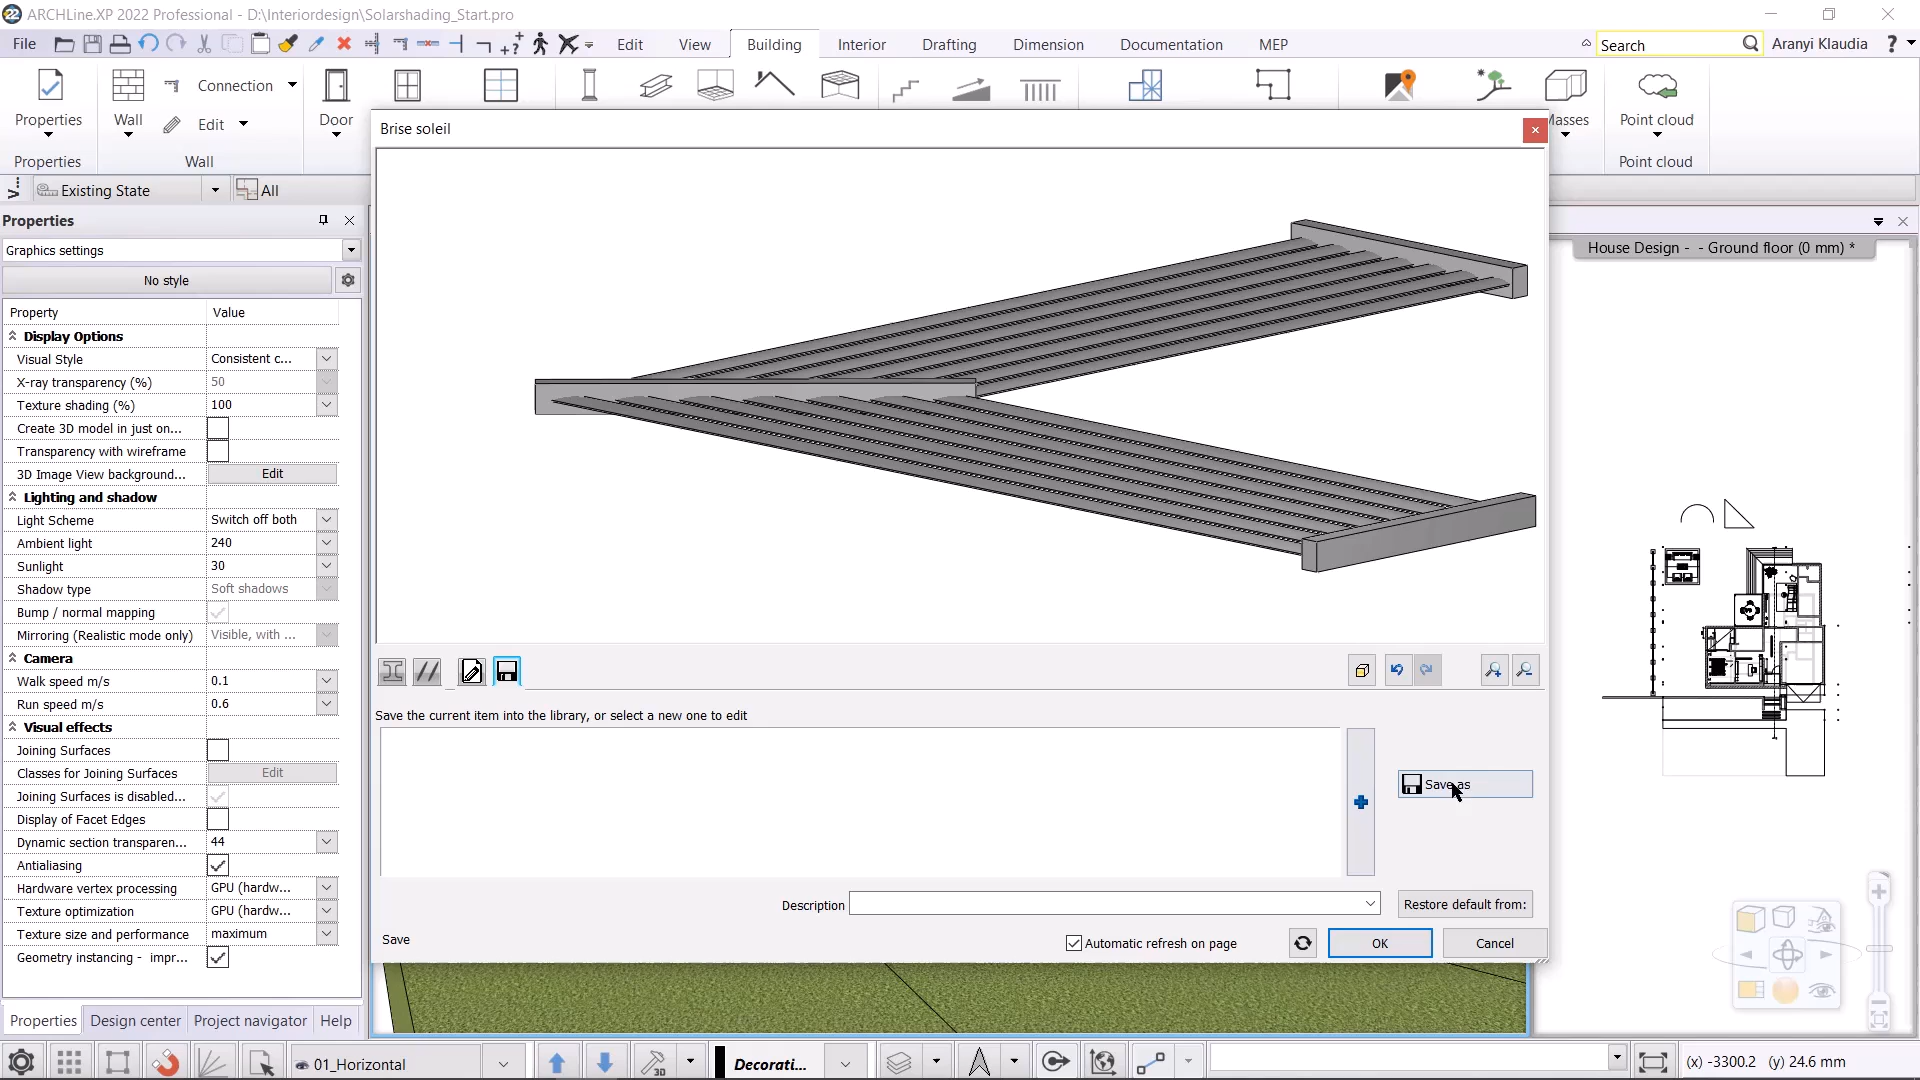 ARCHLine.XP 2022 Professional - D:\Interiordesign\Solarshading_Start.pro
File Edit View Building Interior Drafting Dimension Documentation MEP Search Aranyi Klaudia ?
Properties Wall Connection Edit Door Masses Point cloud
Properties Wall Point cloud
Existing State All
Brise soleil
Properties
Graphics settings
House Design - - Ground floor (0 mm) *
No style
Property Value
Display Options
Visual Style Consistent c...
X-ray transparency (%) 50
Texture shading (%) 100
Create 3D model in just on...
Transparency with wireframe
3D Image View background... Edit
Lighting and shadow
Light Scheme Switch off both
Ambient light 240
Sunlight 30
Shadow type Soft shadows
Bump / normal mapping
Mirroring (Realistic mode only) Visible, with ...
Camera
Walk speed m/s 0.1
Run speed m/s 0.6
Visual effects
Joining Surfaces
Classes for Joining Surfaces Edit
Joining Surfaces is disabled...
Display of Facet Edges
Dynamic section transparen... 44
Antialiasing
Hardware vertex processing GPU (hardw...
Texture optimization GPU (hardw...
Texture size and performance maximum
Geometry instancing - impr...
Save the current item into the library, or select a new one to edit
Save as
Description Restore default from:
Save Automatic refresh on page OK Cancel
Properties Design center Project navigator Help
01_Horizontal 3D Decorati... (x) -3300.2 (y) 24.6 mm